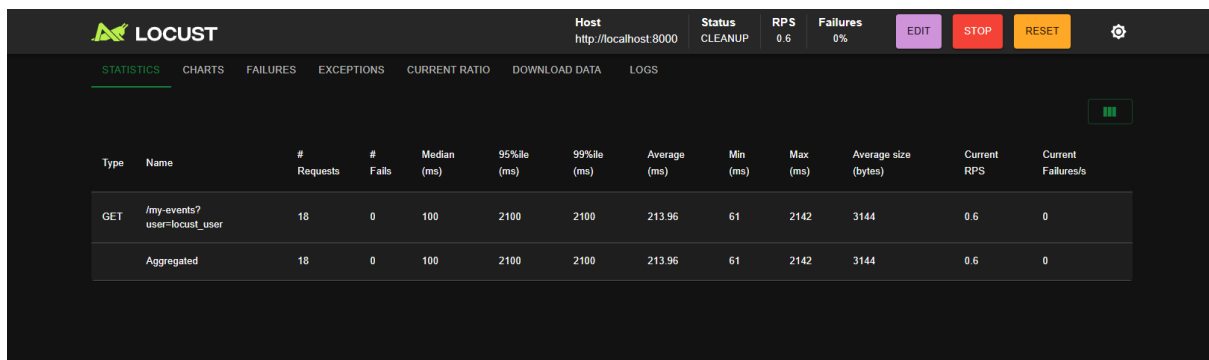 LOCUST
Host
http://localhost:8000
Status
CLEANUP
RPS
0.6
Failures
0%
EDIT
STOP
RESET
STATISTICS CHARTS FAILURES EXCEPTIONS CURRENT RATIO DOWNLOAD DATA LOGS
Type Name # Requests # Fails Median (ms) 95%ile (ms) 99%ile (ms) Average (ms) Min (ms) Max (ms) Average size (bytes) Current RPS Current Failures/s
GET /my-events?user=locust_user 18 0 100 2100 2100 213.96 61 2142 3144 0.6 0
Aggregated 18 0 100 2100 2100 213.96 61 2142 3144 0.6 0